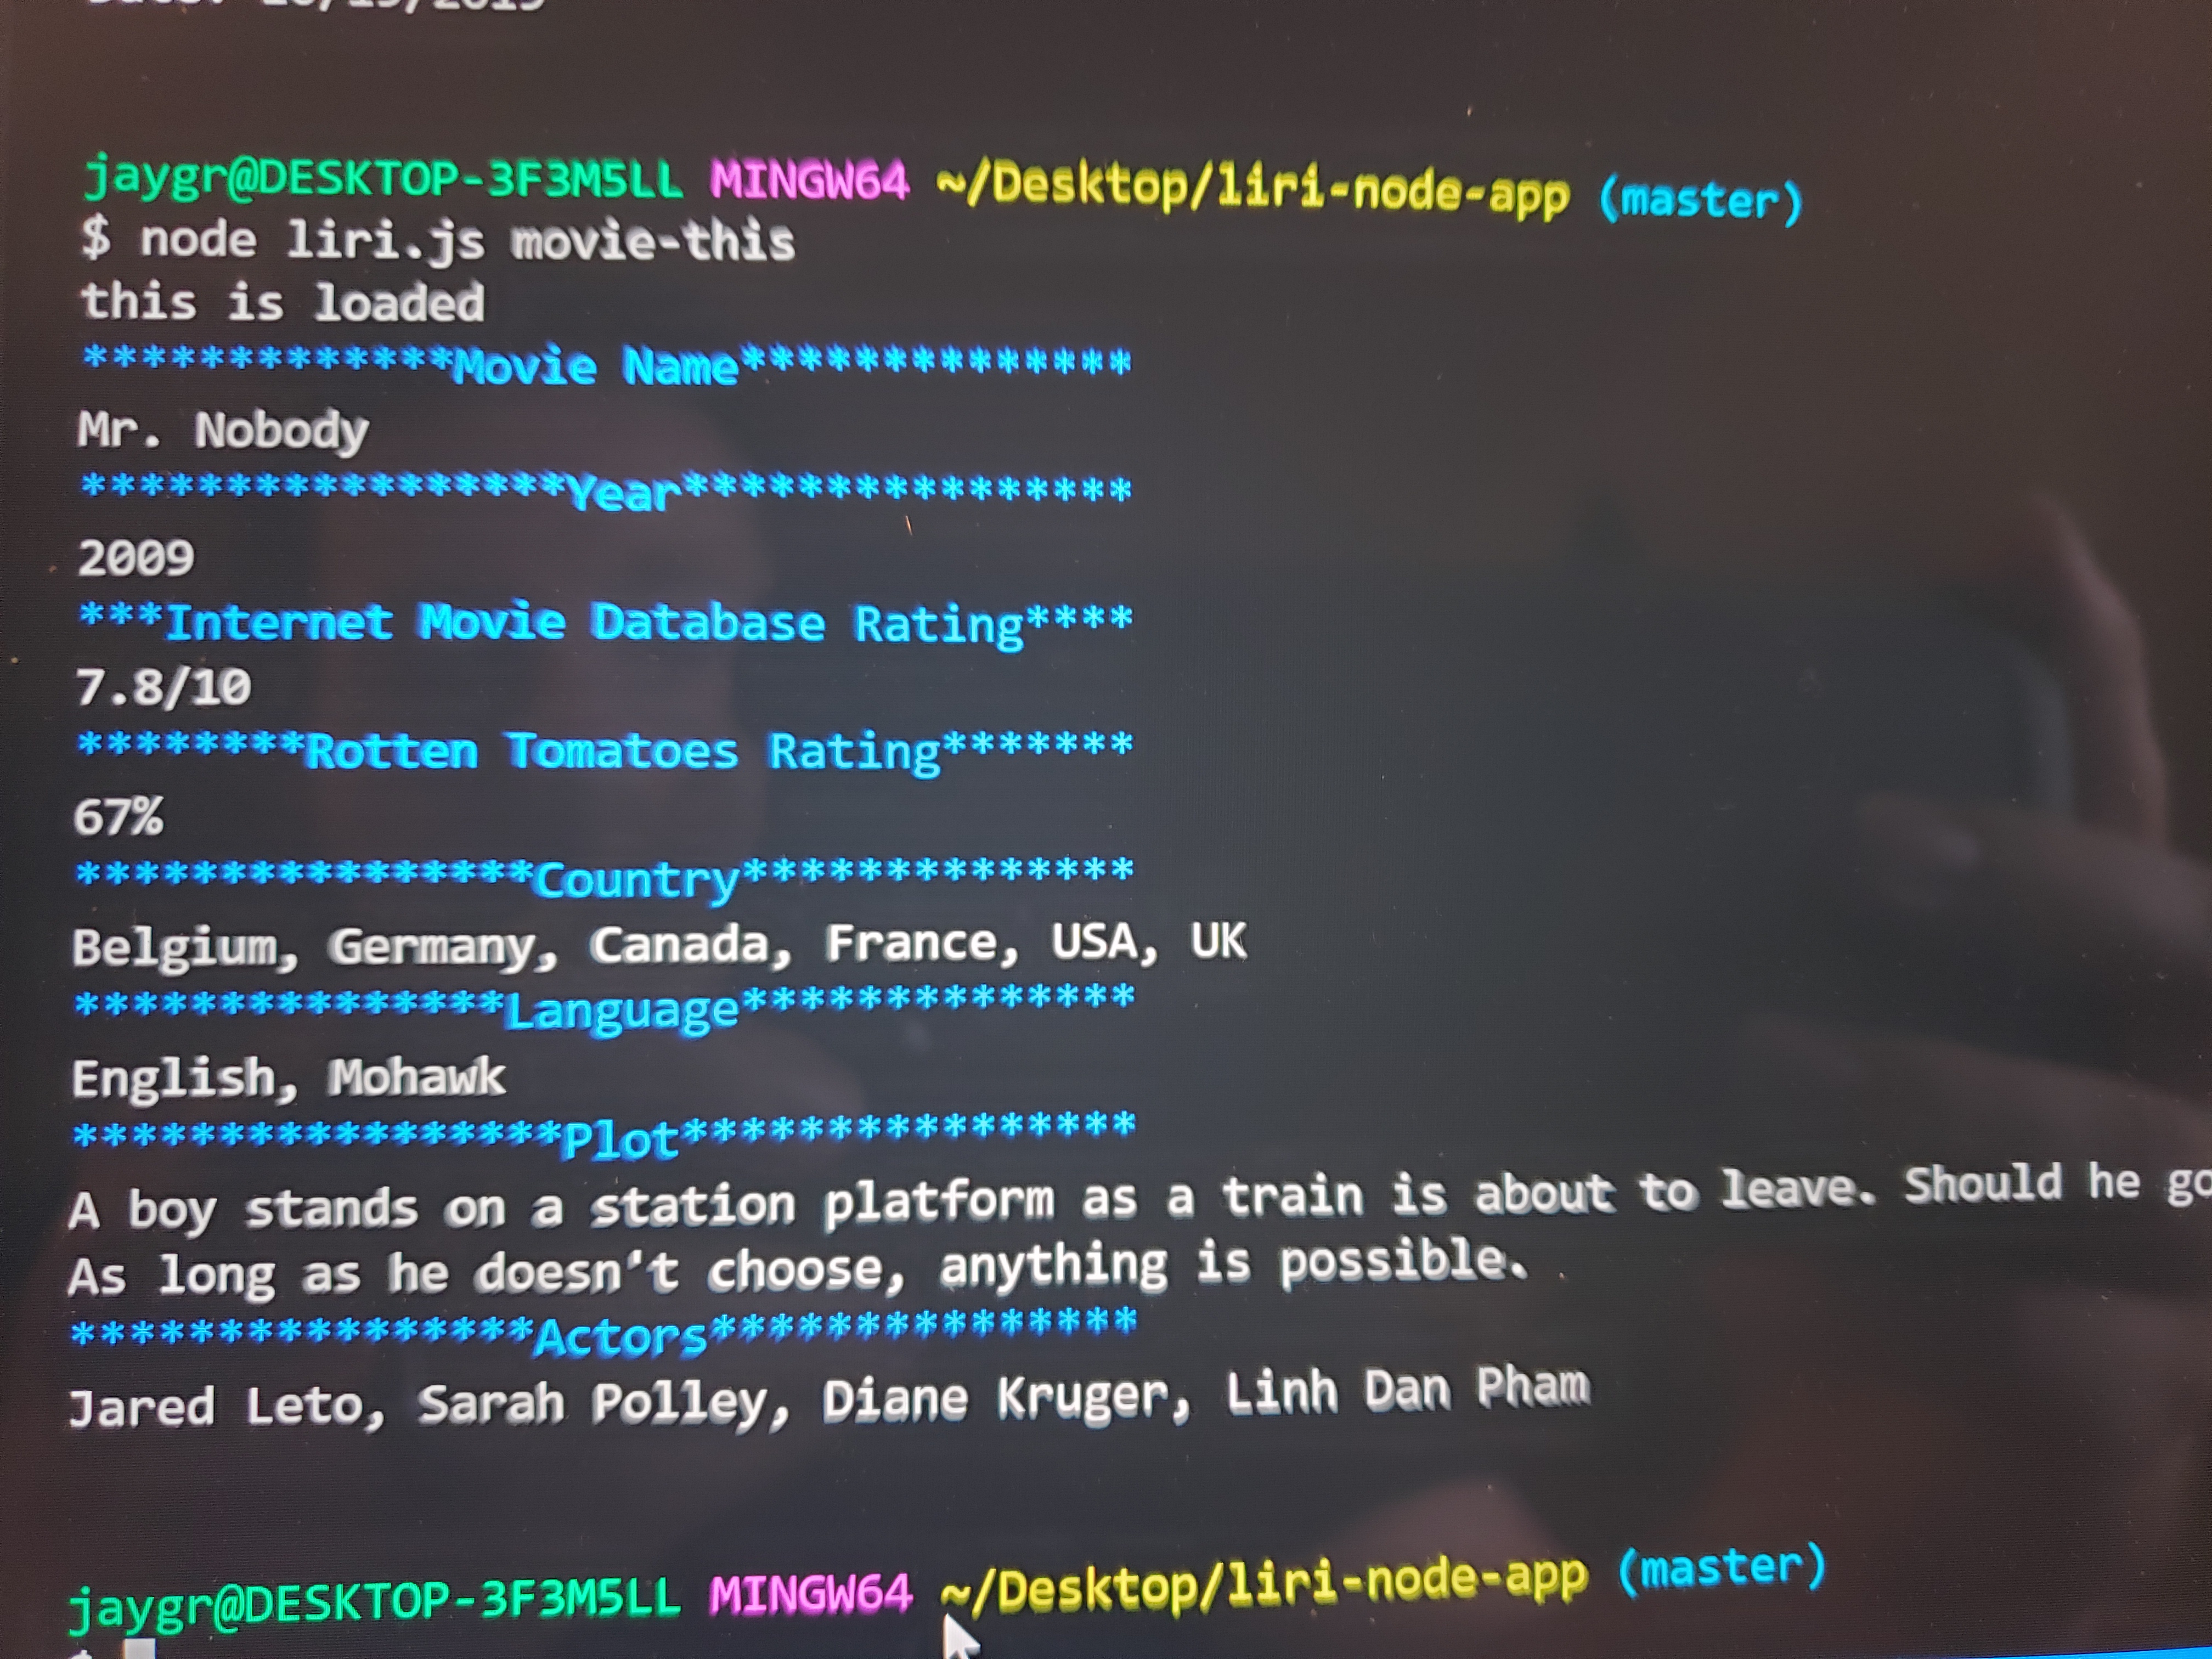 jaygr@DESKTOP-3F3M5LL MINGW64 ~/Desktop/liri-node-app (master)
$ node liri.js movie-this
this is loaded
*************Movie Name**************
Mr. Nobody
*****************Year****************
2009
***Internet Movie Database Rating****
7.8/10
********Rotten Tomatoes Rating*******
67%
****************Country**************
Belgium, Germany, Canada, France, USA, UK
***************Language**************
English, Mohawk
*****************Plot****************
A boy stands on a station platform as a train is about to leave. Should he go
As long as he doesn't choose, anything is possible.
****************Actors***************
Jared Leto, Sarah Polley, Diane Kruger, Linh Dan Pham
jaygr@DESKTOP-3F3M5LL MINGW64 ~/Desktop/liri-node-app (master)
$